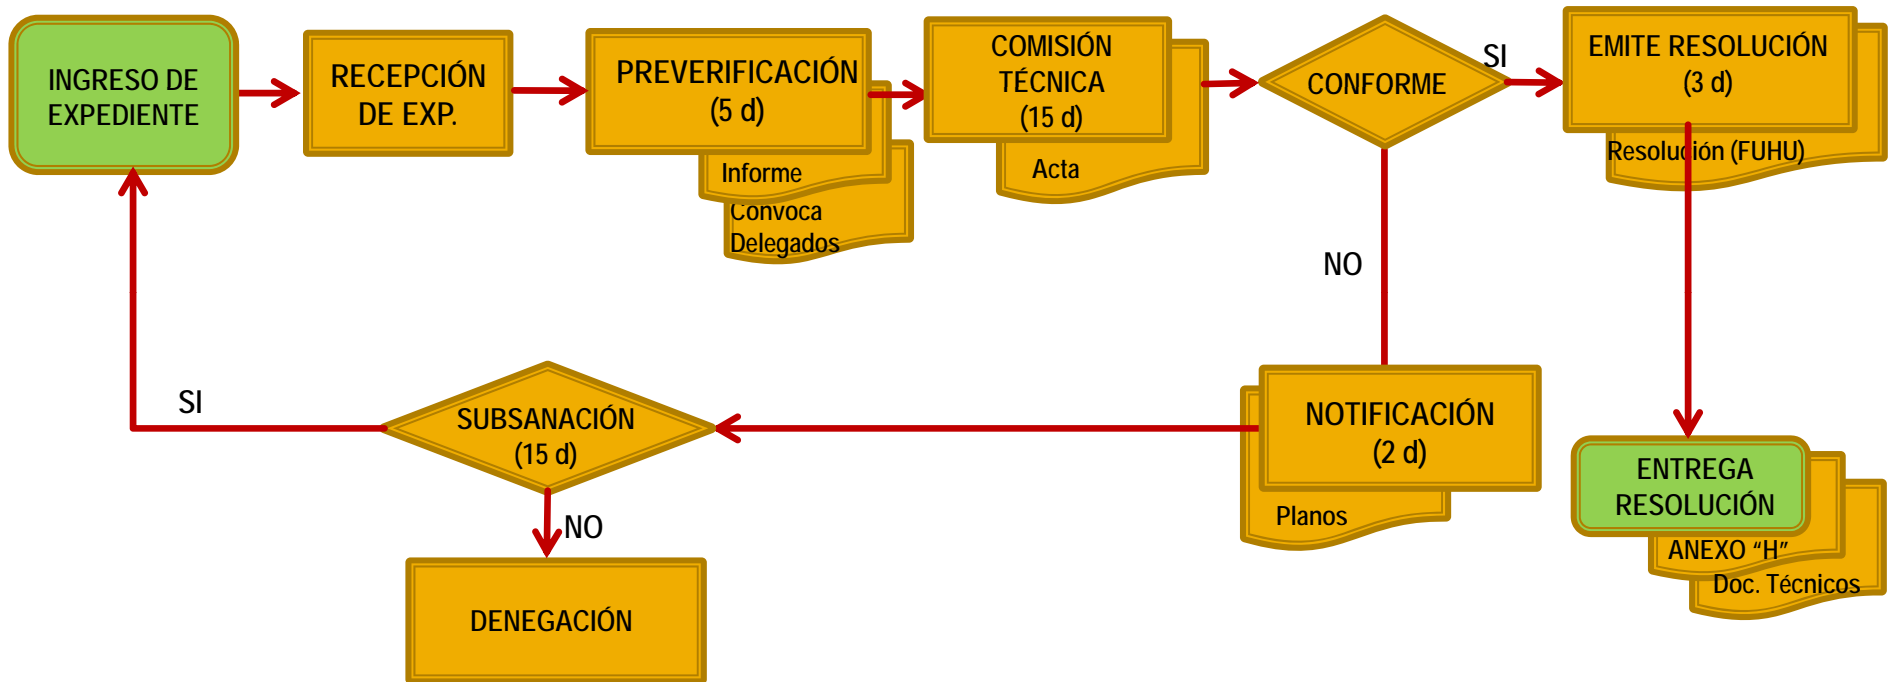 INGRESO DE
EXPEDIENTE
RECEPCIÓN
DE EXP.
PREVERIFICACIÓN
(5 d)
Informe
Convoca
Delegados
COMISIÓN
TÉCNICA
(15 d)
Acta
CONFORME
SI
EMITE RESOLUCIÓN
(3 d)
Resolución (FUHU)
NO
SI
SUBSANACIÓN
(15 d)
NOTIFICACIÓN
(2 d)
Planos
ENTREGA
RESOLUCIÓN
ANEXO “H”
Doc. Técnicos
NO
DENEGACIÓN